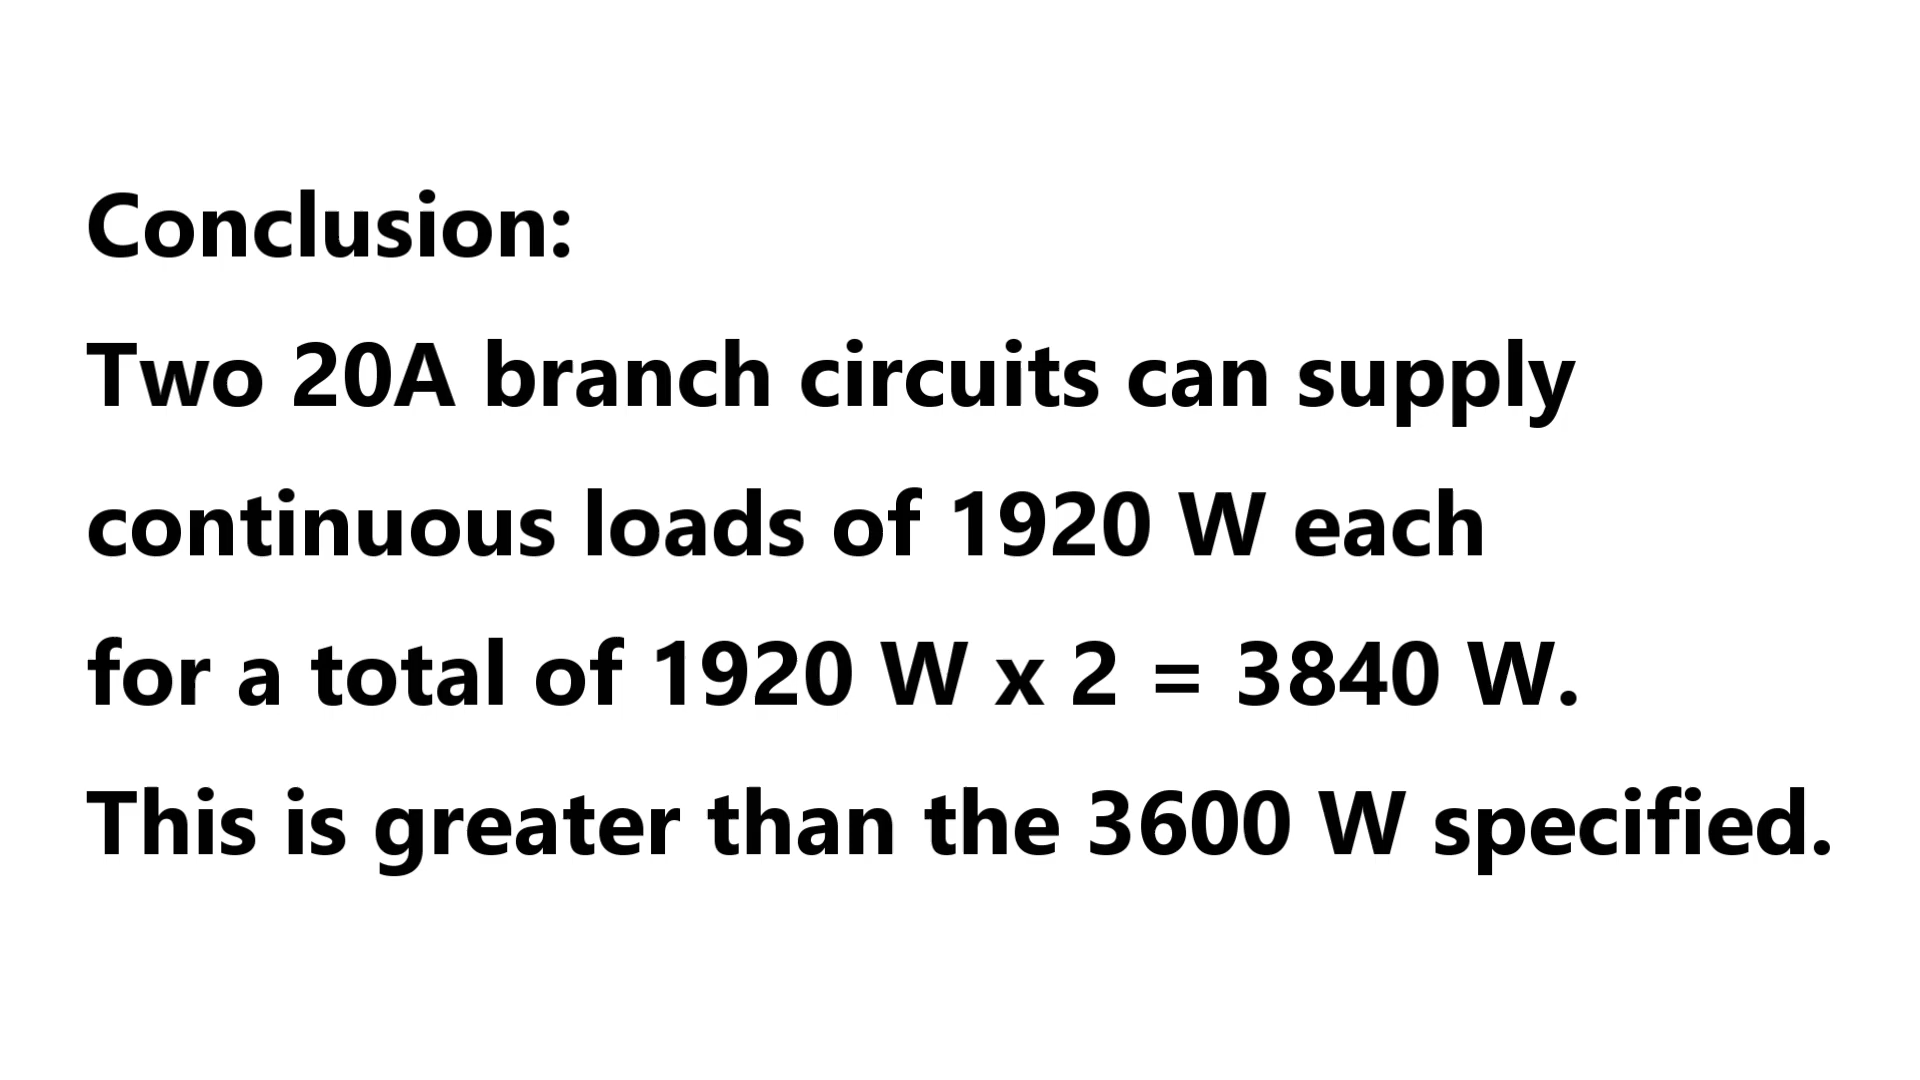 Conclusion:
Two 20A branch circuits can supply
continuous loads of 1920 W each
for a total of 1920 W x 2 = 3840 W.
This is greater than the 3600 W specified.